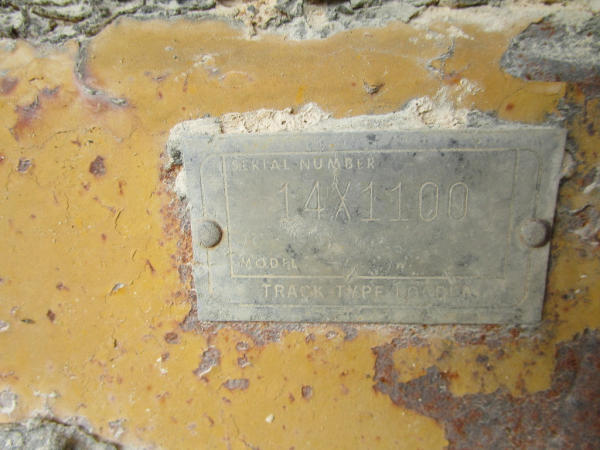 SERIAL NUMBER
14X1100
MODEL
TRACK TYPE LOADER